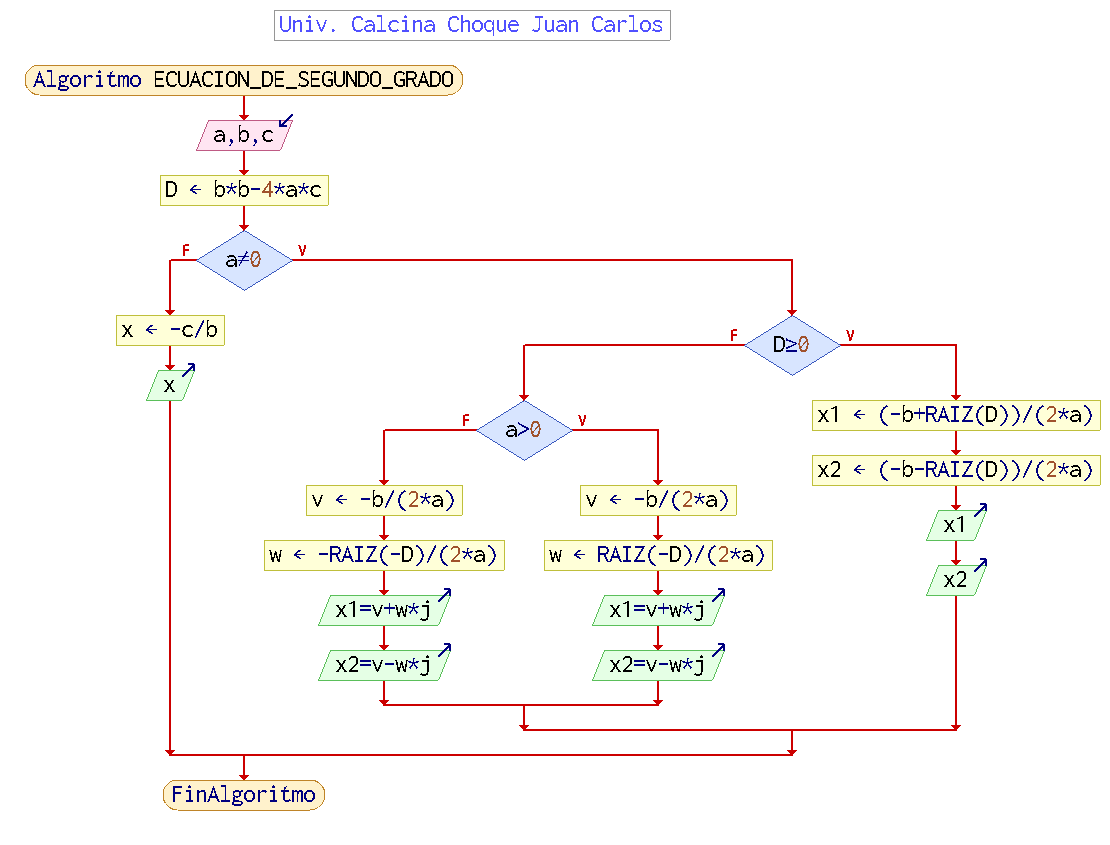 Univ. Calcina Choque Juan Carlos
Algoritmo ECUACION_DE_SEGUNDO_GRADO
a,b,c
D ← b*b-4*a*c
a≠0
F
V
x ← -c/b
x
D≥0
F
V
a>0
F
V
v ← -b/(2*a)
w ← -RAIZ(-D)/(2*a)
x1=v+w*j
x2=v-w*j
v ← -b/(2*a)
w ← RAIZ(-D)/(2*a)
x1=v+w*j
x2=v-w*j
x1 ← (-b+RAIZ(D))/(2*a)
x2 ← (-b-RAIZ(D))/(2*a)
x1
x2
FinAlgoritmo